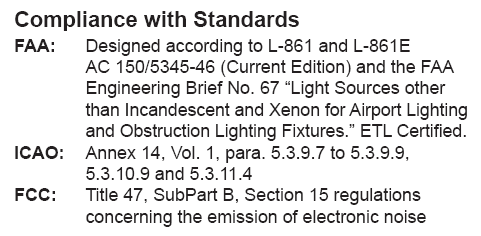 Compliance with Standards
FAA: Designed according to L-861 and L-861E
AC 150/5345-46 (Current Edition) and the FAA
Engineering Brief No. 67 “Light Sources other
than Incandescent and Xenon for Airport Lighting
and Obstruction Lighting Fixtures.” ETL Certified.
ICAO: Annex 14, Vol. 1, para. 5.3.9.7 to 5.3.9.9,
5.3.10.9 and 5.3.11.4
FCC: Title 47, SubPart B, Section 15 regulations
concerning the emission of electronic noise